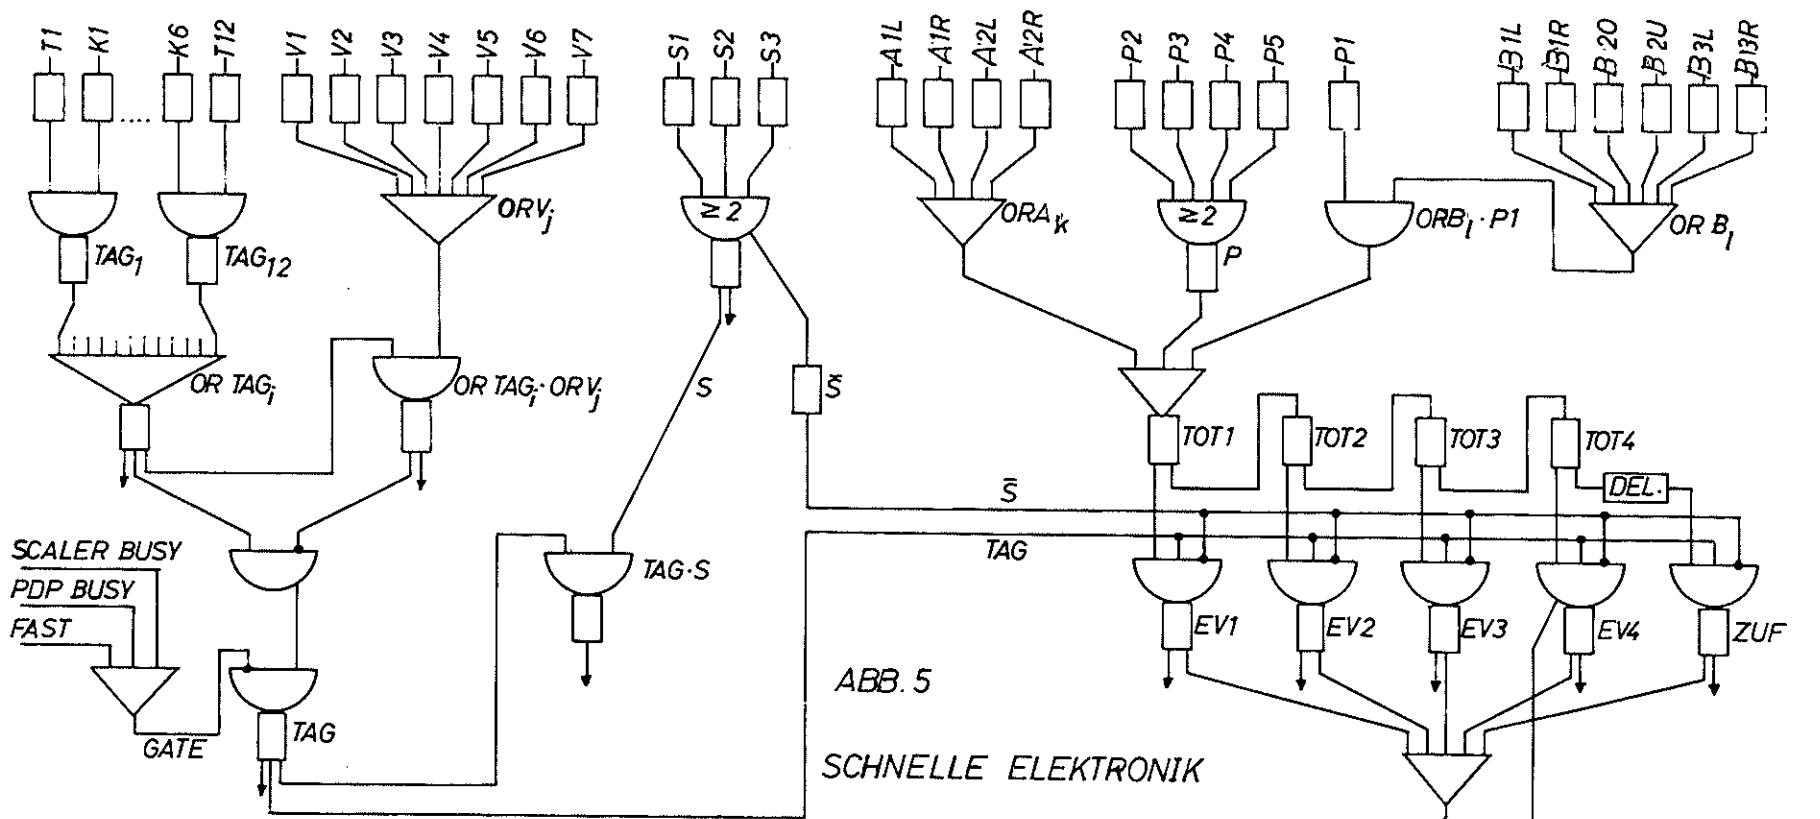 T1 K1 K6 T12 V1 V2 V3 V4 V5 V6 V7 S1 S2 S3 A1L A1R A2L A2R P2 P3 P4 P5 P1 B1L B1R B2O B2U B3L B3R
....
ORVj
≥2
ORAk
≥2
ORBl·P1
OR Bl
TAG1
TAG12
P
OR TAGi
OR TAGi·ORVj
S
S̄
TOT1
TOT2
TOT3
TOT4
DEL.
S̄
TAG
SCALER BUSY
PDP BUSY
FAST
TAG·S
EV1
EV2
EV3
EV4
ZUF
GATE
TAG
ABB. 5
SCHNELLE ELEKTRONIK